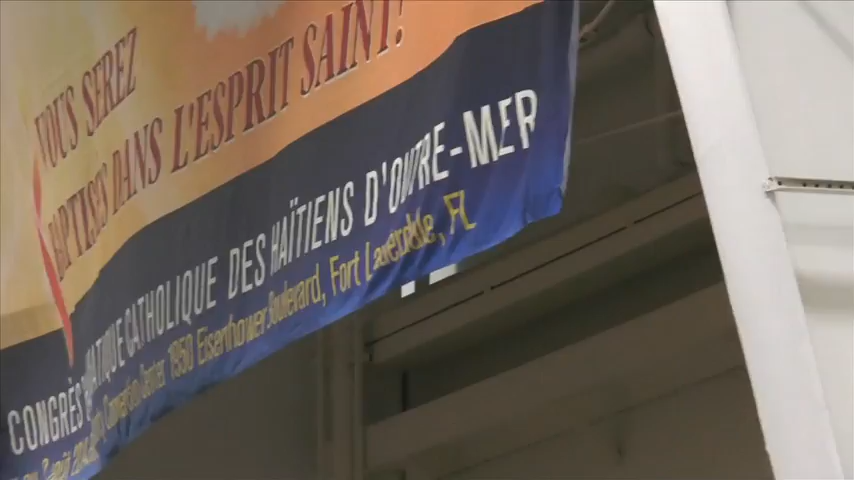 VOUS SEREZ
BAPTISÉS DANS L'ESPRIT SAINT!
CONGRÈS CHARISMATIQUE CATHOLIQUE DES HAÏTIENS D'OUTRE-MER
Convention Center 1950 Eisenhower Boulevard, Fort Lauderdale, FL